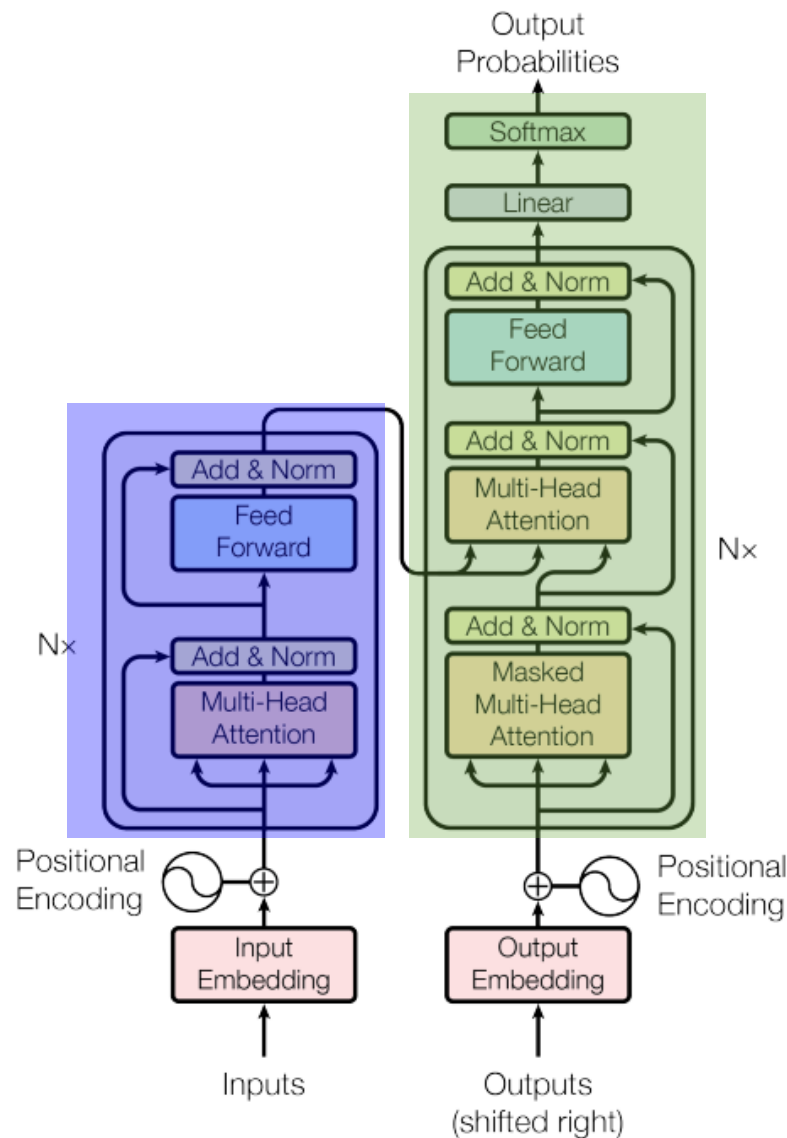 Output
Probabilities
Softmax
Linear
Add & Norm
Feed
Forward
Add & Norm
Multi-Head
Attention
Add & Norm
Masked
Multi-Head
Attention
N×
Add & Norm
Feed
Forward
Add & Norm
Multi-Head
Attention
N×
Positional
Encoding
Positional
Encoding
Input
Embedding
Output
Embedding
Inputs
Outputs
(shifted right)